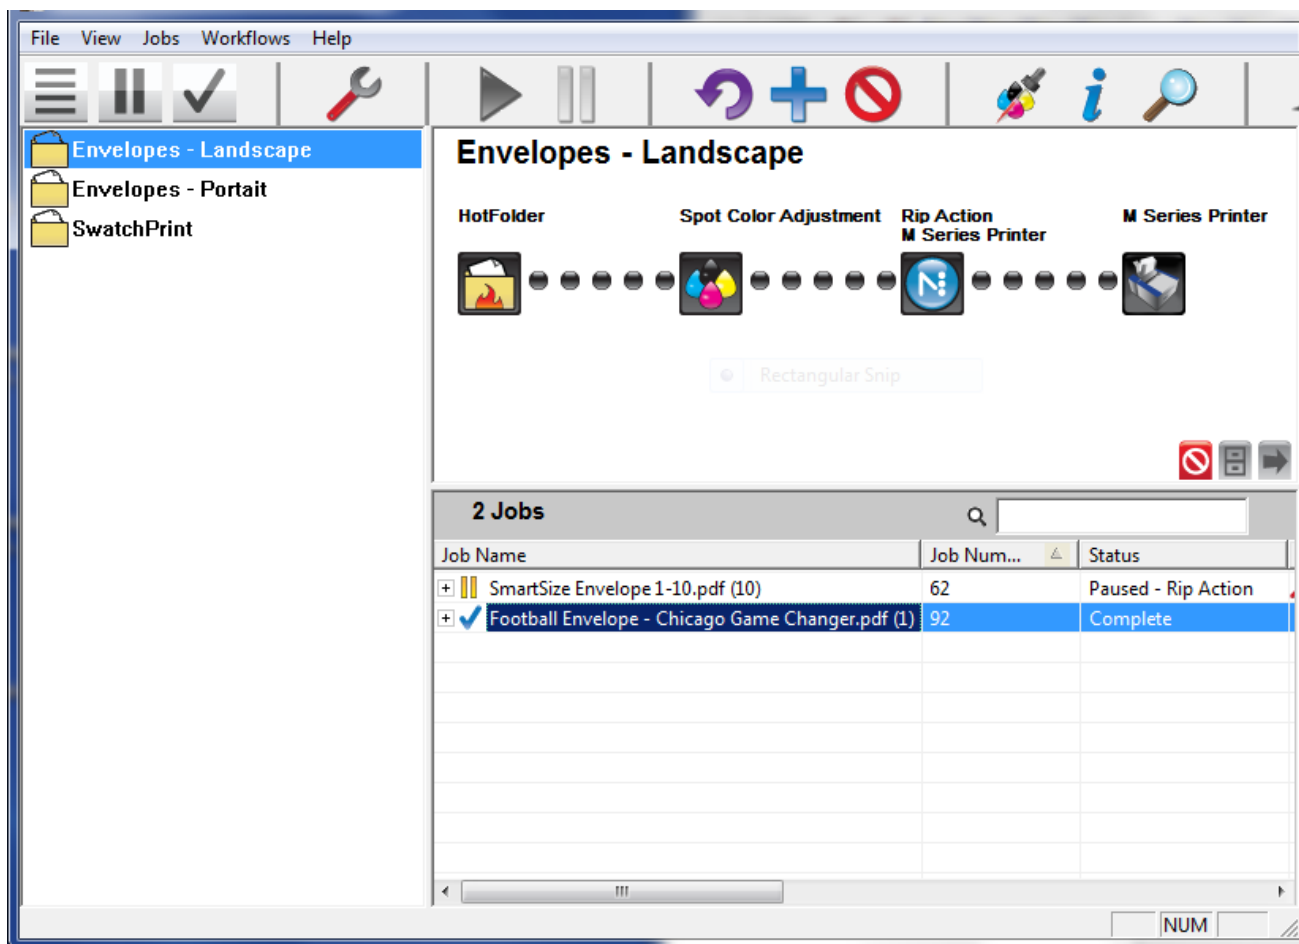 File View Jobs Workflows Help
Envelopes - Landscape
Envelopes - Portait
SwatchPrint
Envelopes - Landscape
HotFolder
Spot Color Adjustment
Rip Action
M Series Printer
M Series Printer
Rectangular Snip
2 Jobs
Job Name Job Num... Status
SmartSize Envelope 1-10.pdf (10) 62 Paused - Rip Action
Football Envelope - Chicago Game Changer.pdf (1) 92 Complete
NUM